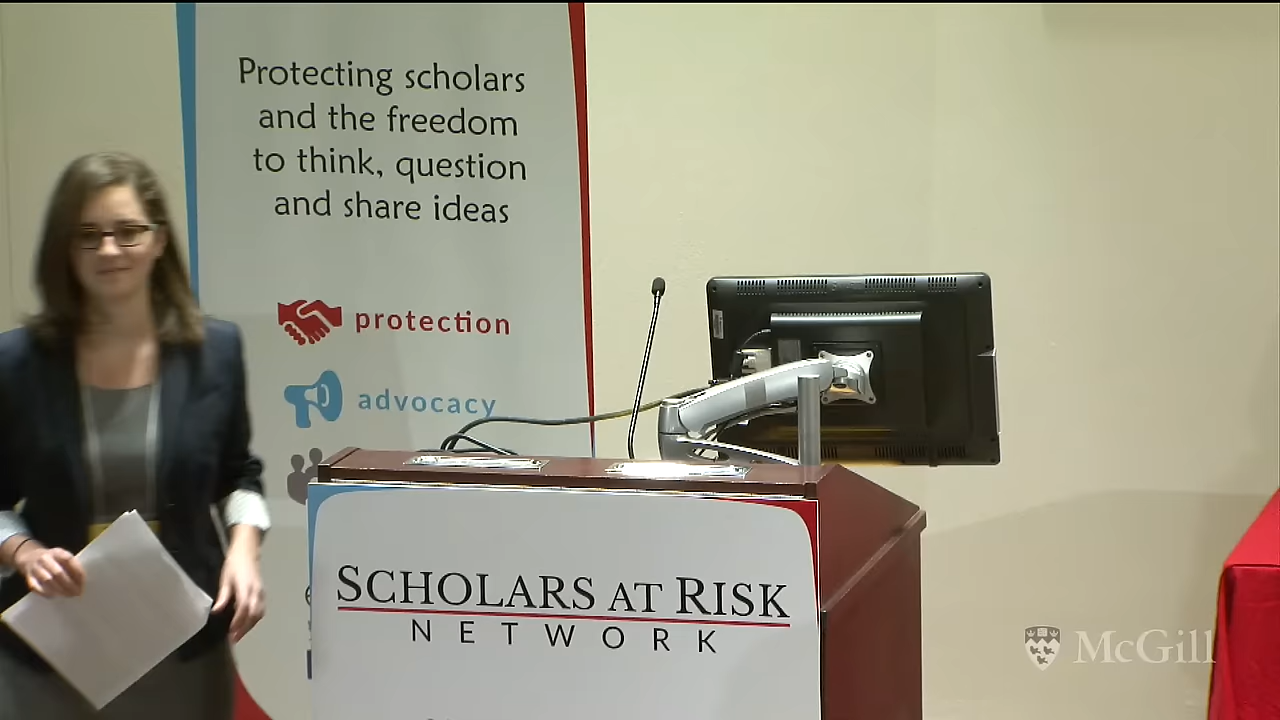 Protecting scholars
and the freedom
to think, question
and share ideas
protection
advocacy
SCHOLARS AT RISK
NETWORK
McGill